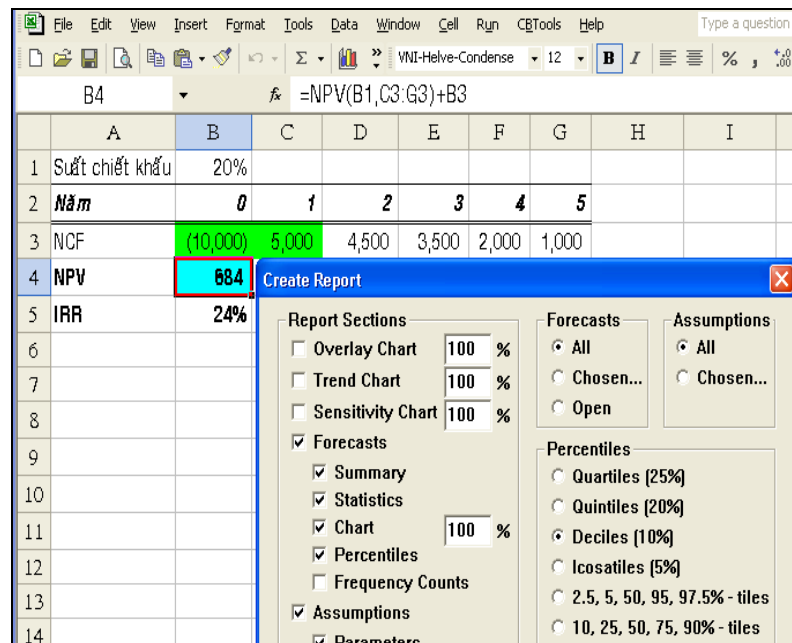 File Edit View Insert Format Tools Data Window Cell Run CBTools Help Type a question
Σ VNI-Helve-Condense 12 B I % ,
B4 fx =NPV(B1,C3:G3)+B3
A B C D E F G H I
1 Suất chiết khấu 20%
2 Năm 0 1 2 3 4 5
3 NCF (10,000) 5,000 4,500 3,500 2,000 1,000
4 NPV 684
5 IRR 24%
6
7
8
9
10
11
12
13
14
Create Report
Report Sections
Overlay Chart 100 %
Trend Chart 100 %
Sensitivity Chart 100 %
Forecasts
Summary
Statistics
Chart 100 %
Percentiles
Frequency Counts
Assumptions
Parameters
Forecasts
All
Chosen...
Open
Assumptions
All
Chosen...
Percentiles
Quartiles (25%)
Quintiles (20%)
Deciles (10%)
Icosatiles (5%)
2.5, 5, 50, 95, 97.5% - tiles
10, 25, 50, 75, 90% - tiles